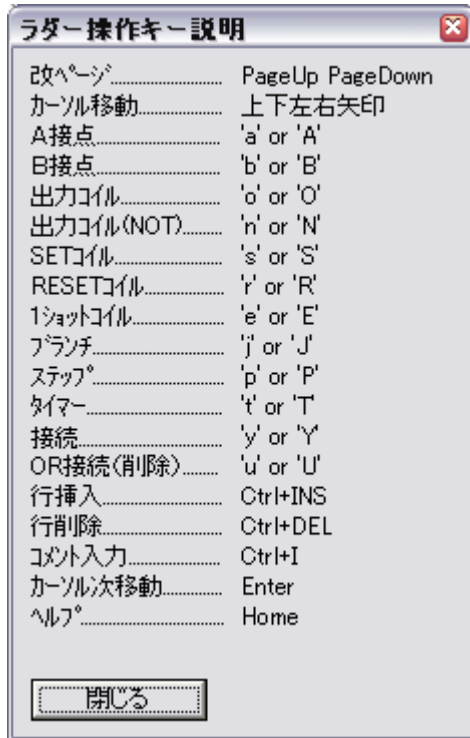 ラダー操作キー説明
改ﾍﾟｰｼﾞ........................ PageUp PageDown
ｶｰｿﾙ移動................ 上下左右矢印
A接点....................... 'a' or 'A'
B接点....................... 'b' or 'B'
出力ｺｲﾙ.................. 'o' or 'O'
出力ｺｲﾙ(NOT)........ 'n' or 'N'
SETｺｲﾙ................... 's' or 'S'
RESETｺｲﾙ............... 'r' or 'R'
1ｼｮｯﾄｺｲﾙ.................. 'e' or 'E'
ﾌﾞﾗﾝﾁ......................... 'j' or 'J'
ｽﾃｯﾌﾟ......................... 'p' or 'P'
ﾀｲﾏｰ.......................... 't' or 'T'
接続........................... 'y' or 'Y'
OR接続(削除)........ 'u' or 'U'
行挿入....................... Ctrl+INS
行削除....................... Ctrl+DEL
ｺﾒﾝﾄ入力................. Ctrl+I
ｶｰｿﾙ次移動............ Enter
ﾍﾙﾌﾟ........................... Home
閉じる